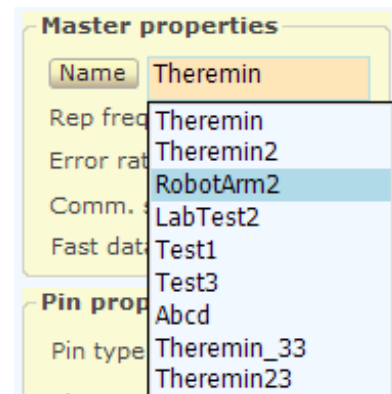 Master properties
Name Theremin
Rep freq Theremin
Error rat Theremin2
RobotArm2
Comm. LabTest2
Fast dat Test1
Test3
Pin prop Abcd
Pin type Theremin_33
Theremin23